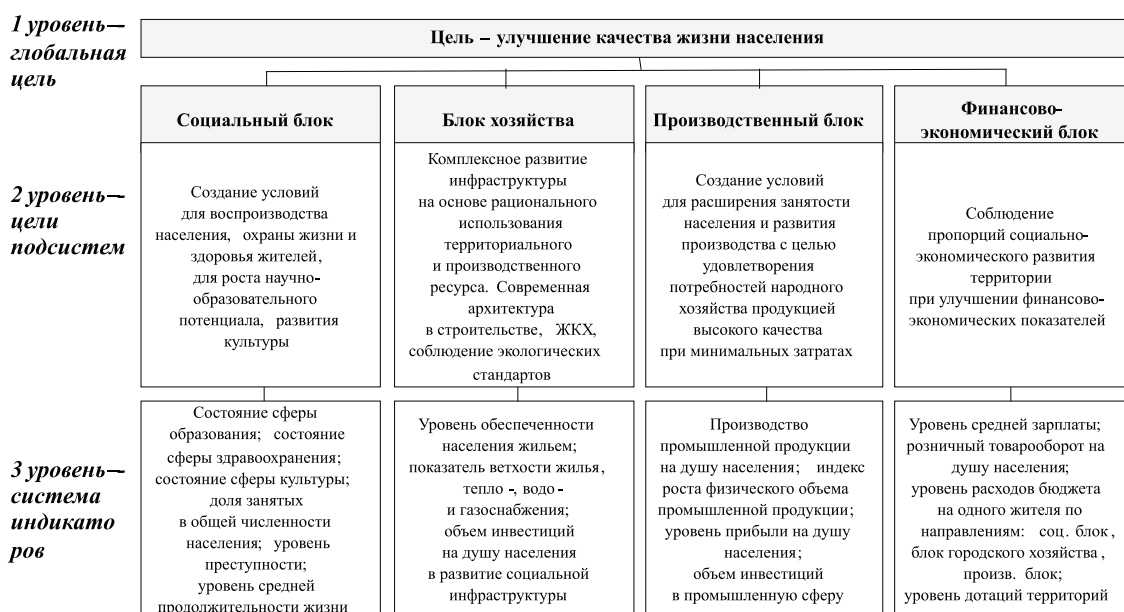 1 уровень—
глобальная
цель
Цель – улучшение качества жизни населения
Социальный блок
Блок хозяйства
Производственный блок
Финансово-
экономический блок
2 уровень—
цели
подсистем
Создание условий
для воспроизводства
населения, охраны жизни и
здоровья жителей,
для роста научно-
образовательного
потенциала, развития
культуры
Комплексное развитие
инфраструктуры
на основе рационального
использования
территориального
и производственного
ресурса. Современная
архитектура
в строительстве, ЖКХ,
соблюдение экологических
стандартов
Создание условий
для расширения занятости
населения и развития
производства с целью
удовлетворения
потребностей народного
хозяйства продукцией
высокого качества
при минимальных затратах
Соблюдение
пропорций социально-
экономического развития
территории
при улучшении финансово-
экономических показателей
3 уровень—
система
индикато
ров
Состояние сферы
образования; состояние
сферы здравоохранения;
состояние сферы культуры;
доля занятых
в общей численности
населения; уровень
преступности;
уровень средней
продолжительности жизни
Уровень обеспеченности
населения жильем;
показатель ветхости жилья,
тепло -, водо -
и газоснабжения;
объем инвестиций
на душу населения
в развитие социальной
инфраструктуры
Производство
промышленной продукции
на душу населения; индекс
роста физического объема
промышленной продукции;
уровень прибыли на душу
населения;
объем инвестиций
в промышленную сферу
Уровень средней зарплаты;
розничный товарооборот на
душу населения;
уровень расходов бюджета
на одного жителя по
направлениям: соц. блок,
блок городского хозяйства,
произв. блок;
уровень дотаций территорий